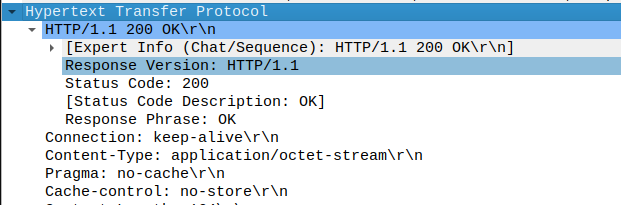 Hypertext Transfer Protocol
HTTP/1.1 200 OK\r\n
[Expert Info (Chat/Sequence): HTTP/1.1 200 OK\r\n]
Response Version: HTTP/1.1
Status Code: 200
[Status Code Description: OK]
Response Phrase: OK
Connection: keep-alive\r\n
Content-Type: application/octet-stream\r\n
Pragma: no-cache\r\n
Cache-control: no-store\r\n